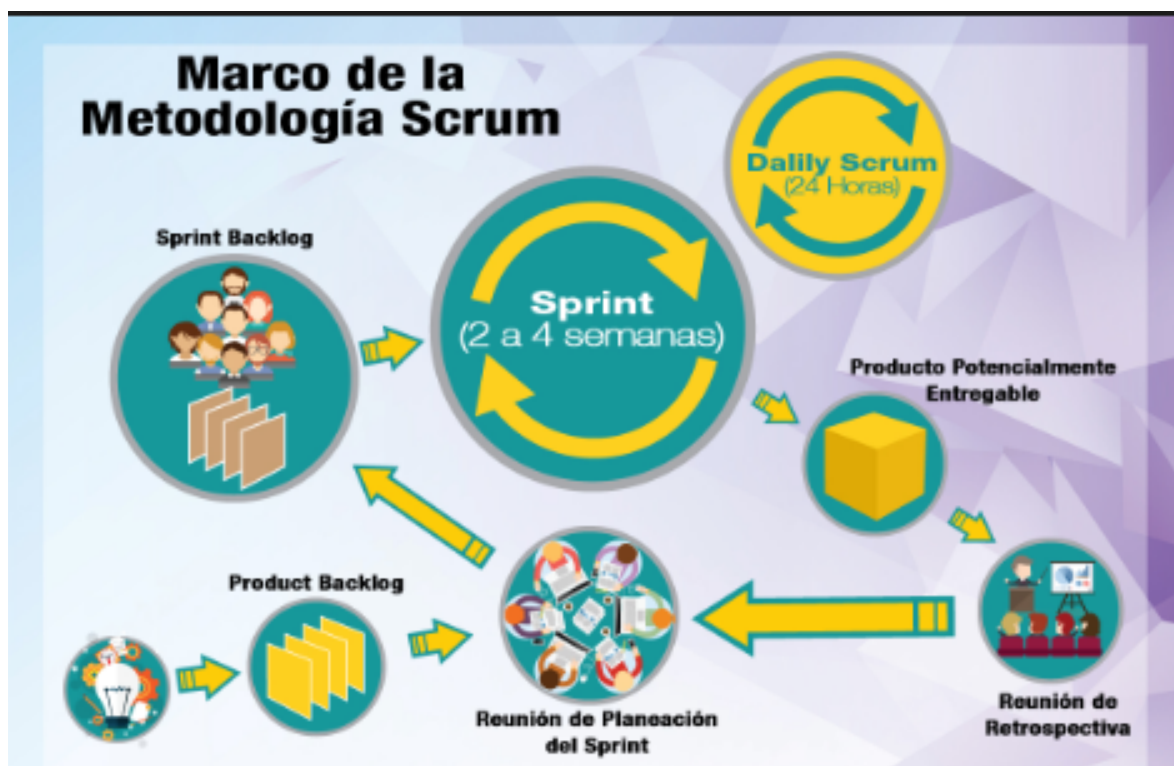 Marco de la
Metodología Scrum
Dalily Scrum
(24 Horas)
Sprint Backlog
Sprint
(2 a 4 semanas)
Producto Potencialmente
Entregable
Product Backlog
Reunión de Planeación
del Sprint
Reunión de
Retrospectiva